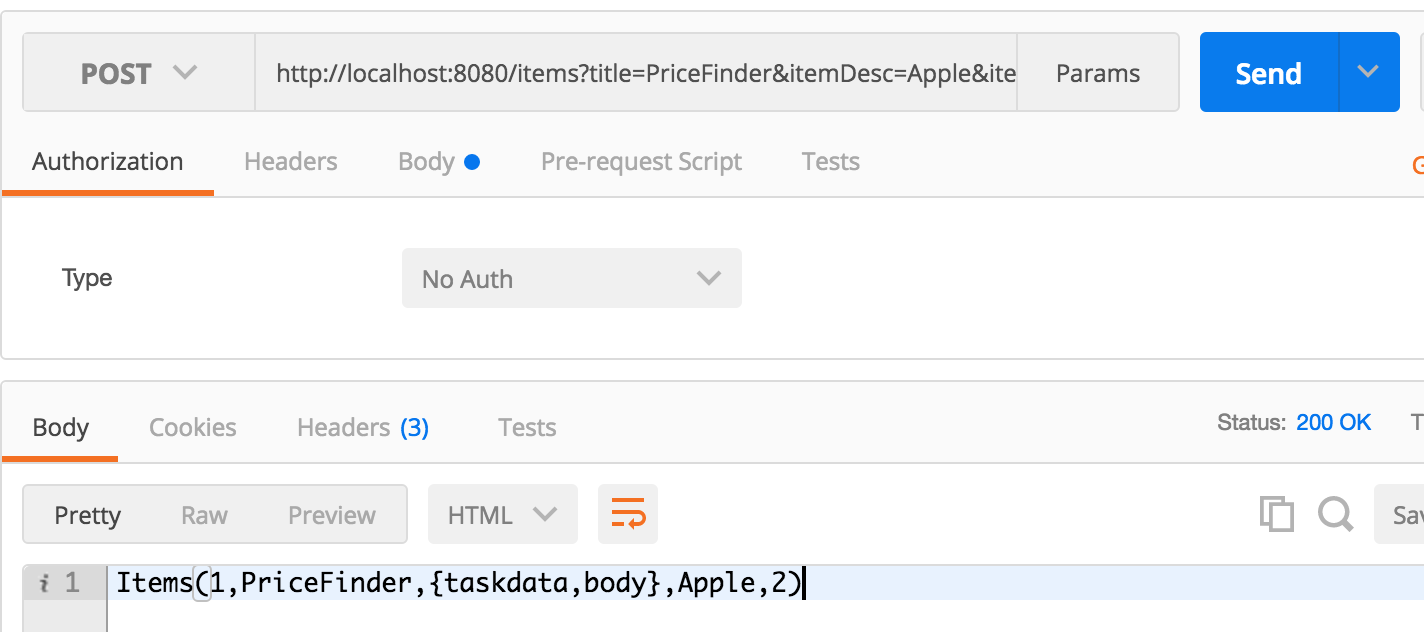 POST http://localhost:8080/items?title=PriceFinder&itemDesc=Apple&ite Params Send
Authorization Headers Body Pre-request Script Tests
Type No Auth
Body Cookies Headers (3) Tests Status: 200 OK T
Pretty Raw Preview HTML Sav
i 1 Items(1,PriceFinder,{taskdata,body},Apple,2)